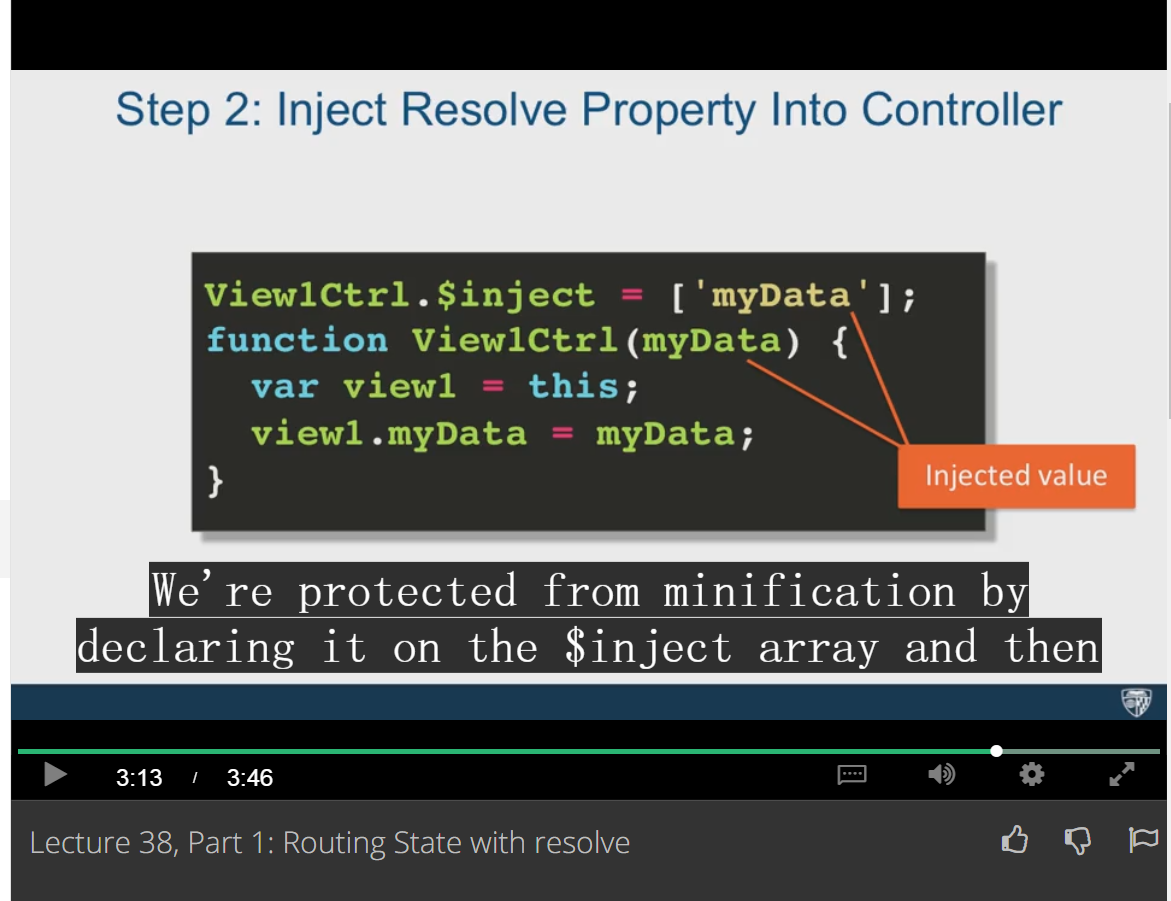 Step 2: Inject Resolve Property Into Controller
View1Ctrl.$inject = ['myData'];
function View1Ctrl(myData) {
var view1 = this;
view1.myData = myData;
}
Injected value
We're protected from minification by
declaring it on the $inject array and then
3:13 / 3:46
Lecture 38, Part 1: Routing State with resolve